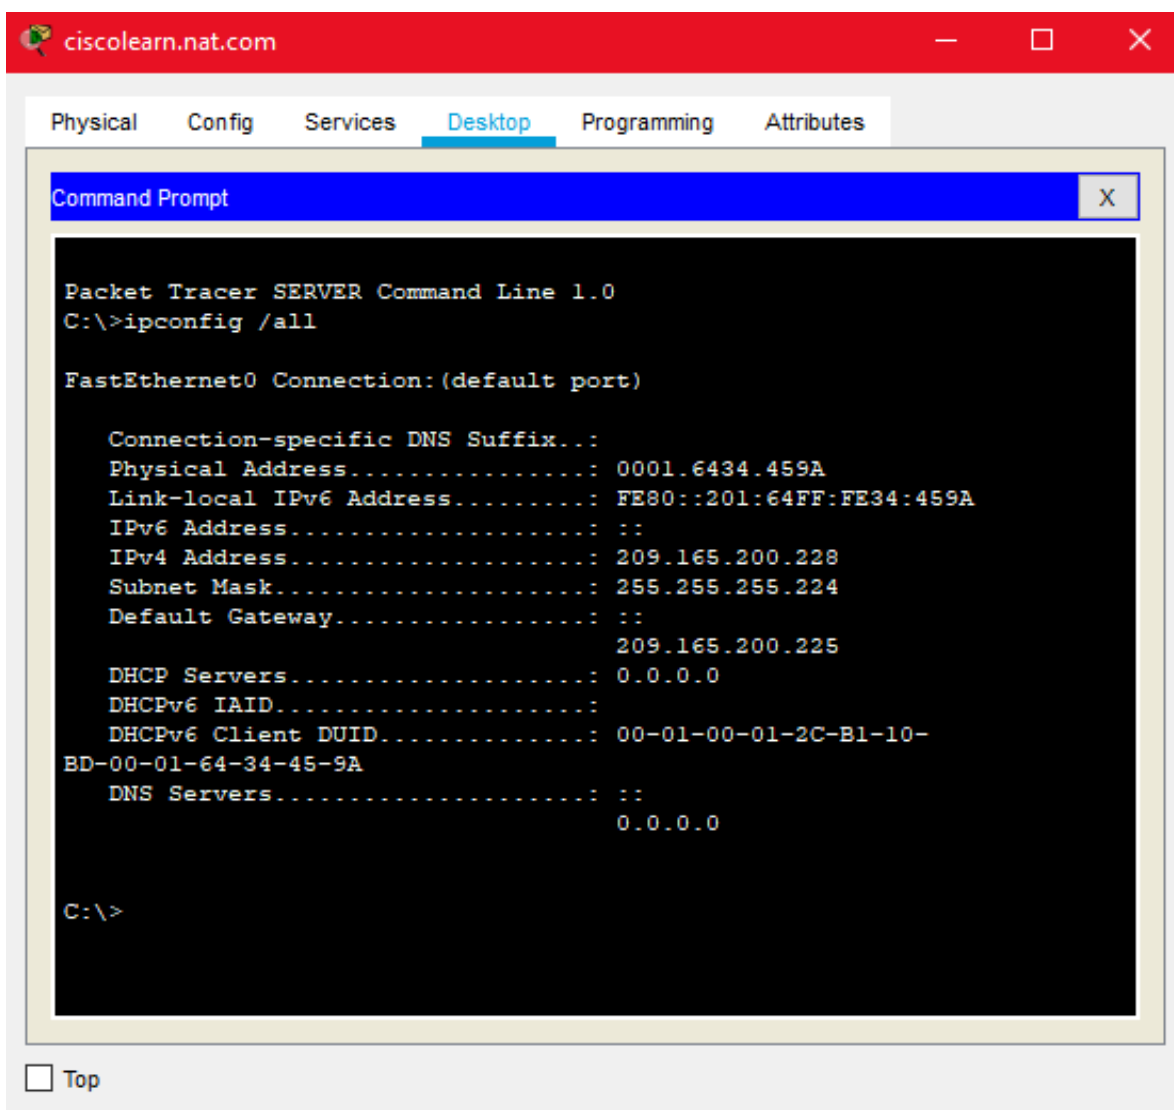 ciscolearn.nat.com
Physical Config Services Desktop Programming Attributes
Command Prompt X
Packet Tracer SERVER Command Line 1.0
C:\>ipconfig /all
FastEthernet0 Connection:(default port)
Connection-specific DNS Suffix..:
Physical Address................: 0001.6434.459A
Link-local IPv6 Address.........: FE80::201:64FF:FE34:459A
IPv6 Address....................: ::
IPv4 Address....................: 209.165.200.228
Subnet Mask.....................: 255.255.255.224
Default Gateway.................: ::
209.165.200.225
DHCP Servers....................: 0.0.0.0
DHCPv6 IAID.....................:
DHCPv6 Client DUID..............: 00-01-00-01-2C-B1-10-
BD-00-01-64-34-45-9A
DNS Servers.....................: ::
0.0.0.0
C:\>
Top